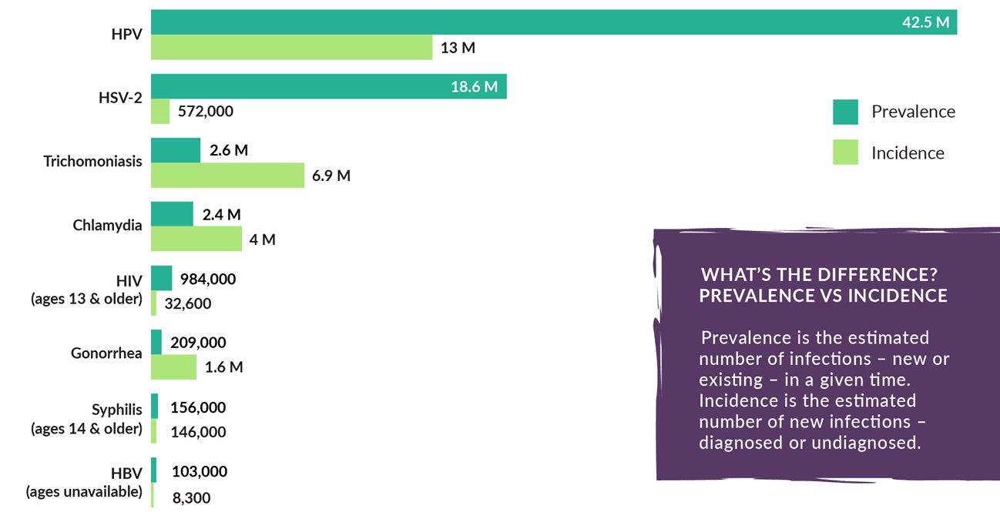 HPV
42.5 M
13 M
HSV-2
18.6 M
572,000
Prevalence
Incidence
Trichomoniasis
2.6 M
6.9 M
Chlamydia
2.4 M
4 M
HIV
(ages 13 & older)
984,000
32,600
Gonorrhea
209,000
1.6 M
Syphilis
(ages 14 & older)
156,000
146,000
HBV
(ages unavailable)
103,000
8,300
WHAT’S THE DIFFERENCE?
PREVALENCE VS INCIDENCE
Prevalence is the estimated
number of infections – new or
existing – in a given time.
Incidence is the estimated
number of new infections –
diagnosed or undiagnosed.